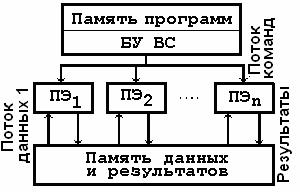 Память программ
БУ ВС
Поток
команд
Поток
данных 1
ПЭ1
ПЭ2
....
ПЭn
Результаты
Память данных
и результатов